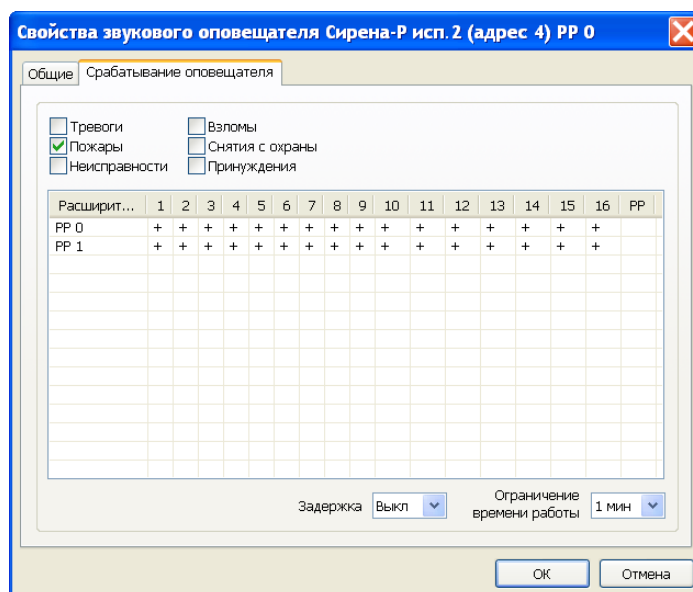 Свойства звукового оповещателя Сирена-Р исп. 2 (адрес 4) РР 0
Общие Срабатывание оповещателя
Тревоги Взломы
Пожары Снятия с охраны
Неисправности Принуждения
Расширит... 1 2 3 4 5 6 7 8 9 10 11 12 13 14 15 16 РР
РР 0 + + + + + + + + + + + + + + + +
РР 1 + + + + + + + + + + + + + + + +
Задержка Выкл Ограничение времени работы 1 мин
ОК Отмена